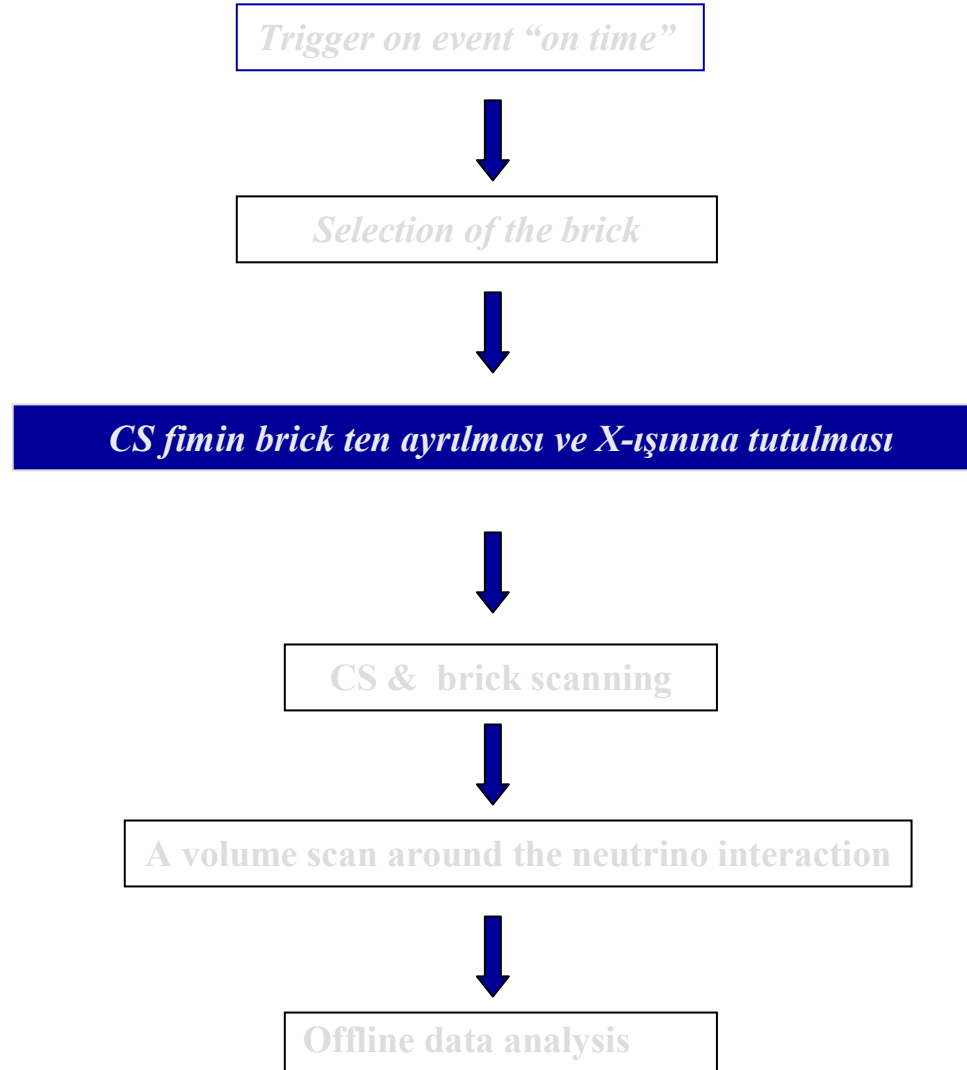 Trigger on event “on time”
Selection of the brick
CS fimin brick ten ayrılması ve X-ışınına tutulması
CS & brick scanning
A volume scan around the neutrino interaction
Offline data analysis